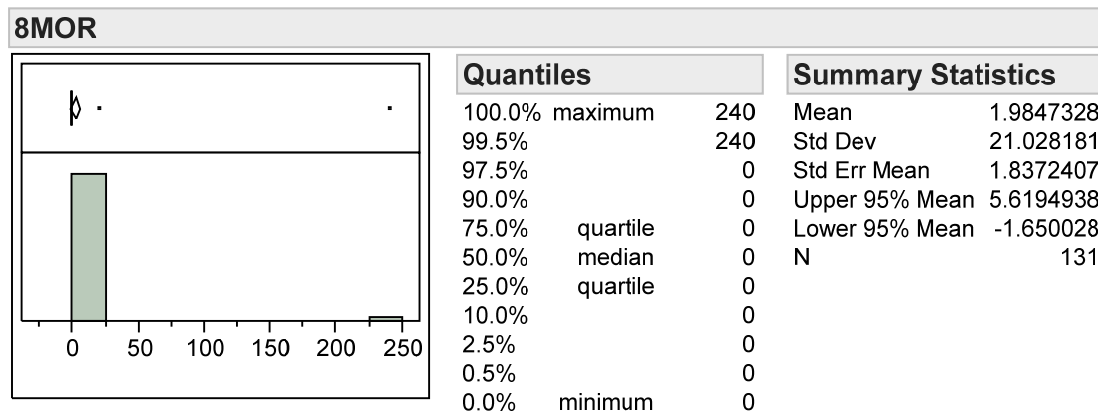 8MOR
0 50 100 150 200 250
Quantiles
100.0% maximum 240
99.5% 240
97.5% 0
90.0% 0
75.0% quartile 0
50.0% median 0
25.0% quartile 0
10.0% 0
2.5% 0
0.5% 0
0.0% minimum 0
Summary Statistics
Mean 1.9847328
Std Dev 21.028181
Std Err Mean 1.8372407
Upper 95% Mean 5.6194938
Lower 95% Mean -1.650028
N 131